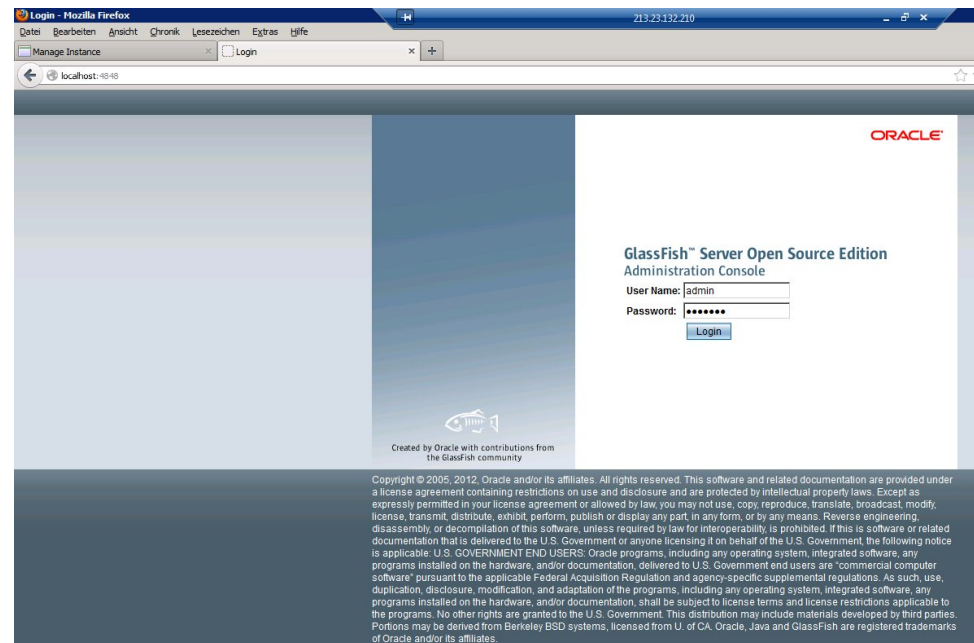 Login - Mozilla Firefox
213.23.132.210
Datei Bearbeiten Ansicht Chronik Lesezeichen Extras Hilfe
Manage Instance
Login
localhost:4848
ORACLE
GlassFish™ Server Open Source Edition
Administration Console
User Name: admin
Password: •••••••
Login
Created by Oracle with contributions from
the GlassFish community
Copyright © 2005, 2012, Oracle and/or its affiliates. All rights reserved. This software and related documentation are provided under
a license agreement containing restrictions on use and disclosure and are protected by intellectual property laws. Except as
expressly permitted in your license agreement or allowed by law, you may not use, copy, reproduce, translate, broadcast, modify,
license, transmit, distribute, exhibit, perform, publish or display any part, in any form, or by any means. Reverse engineering,
disassembly, or decompilation of this software, unless required by law for interoperability, is prohibited. If this is software or related
documentation that is delivered to the U.S. Government or anyone licensing it on behalf of the U.S. Government, the following notice
is applicable: U.S. GOVERNMENT END USERS: Oracle programs, including any operating system, integrated software, any
programs installed on the hardware, and/or documentation, delivered to U.S. Government end users are "commercial computer
software" pursuant to the applicable Federal Acquisition Regulation and agency-specific supplemental regulations. As such, use,
duplication, disclosure, modification, and adaptation of the programs, including any operating system, integrated software, any
programs installed on the hardware, and/or documentation, shall be subject to license terms and license restrictions applicable to
the programs. No other rights are granted to the U.S. Government. This distribution may include materials developed by third parties.
Portions may be derived from Berkeley BSD systems, licensed from U. of CA. Oracle, Java and GlassFish are registered trademarks
of Oracle and/or its affiliates.